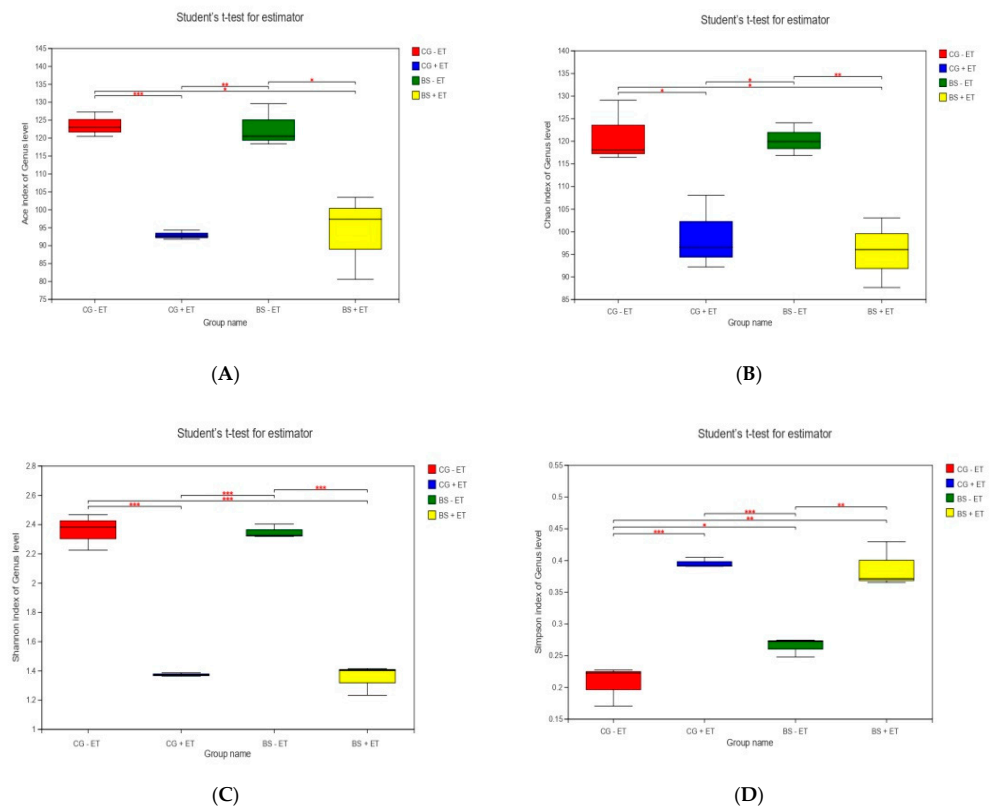 Student's t-test for estimator
145
140
135
130
125
120
115
110
105
100
95
90
85
80
75
Ace index of Genus level
***
*
**
*
CG - ET
CG + ET
BS - ET
BS + ET
Group name
CG - ET
CG + ET
BS - ET
BS + ET
(A)
Student's t-test for estimator
140
135
130
125
120
115
110
105
100
95
90
85
Chao index of Genus level
*
*
*
**
CG - ET
CG + ET
BS - ET
BS + ET
Group name
CG - ET
CG + ET
BS - ET
BS + ET
(B)
Student's t-test for estimator
2.8
2.6
2.4
2.2
2
1.8
1.6
1.4
1.2
1
Shannon index of Genus level
***
***
***
***
CG - ET
CG + ET
BS - ET
BS + ET
Group name
CG - ET
CG + ET
BS - ET
BS + ET
(C)
Student's t-test for estimator
0.55
0.5
0.45
0.4
0.35
0.3
0.25
0.2
0.15
Simpson index of Genus level
***
*
**
***
**
CG - ET
CG + ET
BS - ET
BS + ET
Group name
CG - ET
CG + ET
BS - ET
BS + ET
(D)